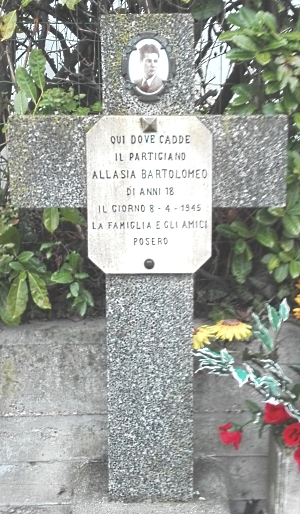 QUI DOVE CADDE
IL PARTIGIANO
ALLASIA BARTOLOMEO
DI ANNI 18
IL GIORNO 8-4-1945
LA FAMIGLIA E GLI AMICI
POSERO